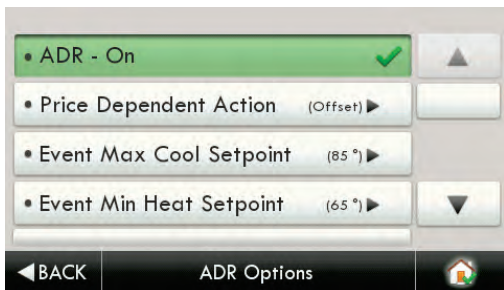 • ADR - On
• Price Dependent Action (Offset)
• Event Max Cool Setpoint (85°)
• Event Min Heat Setpoint (65°)
BACK ADR Options